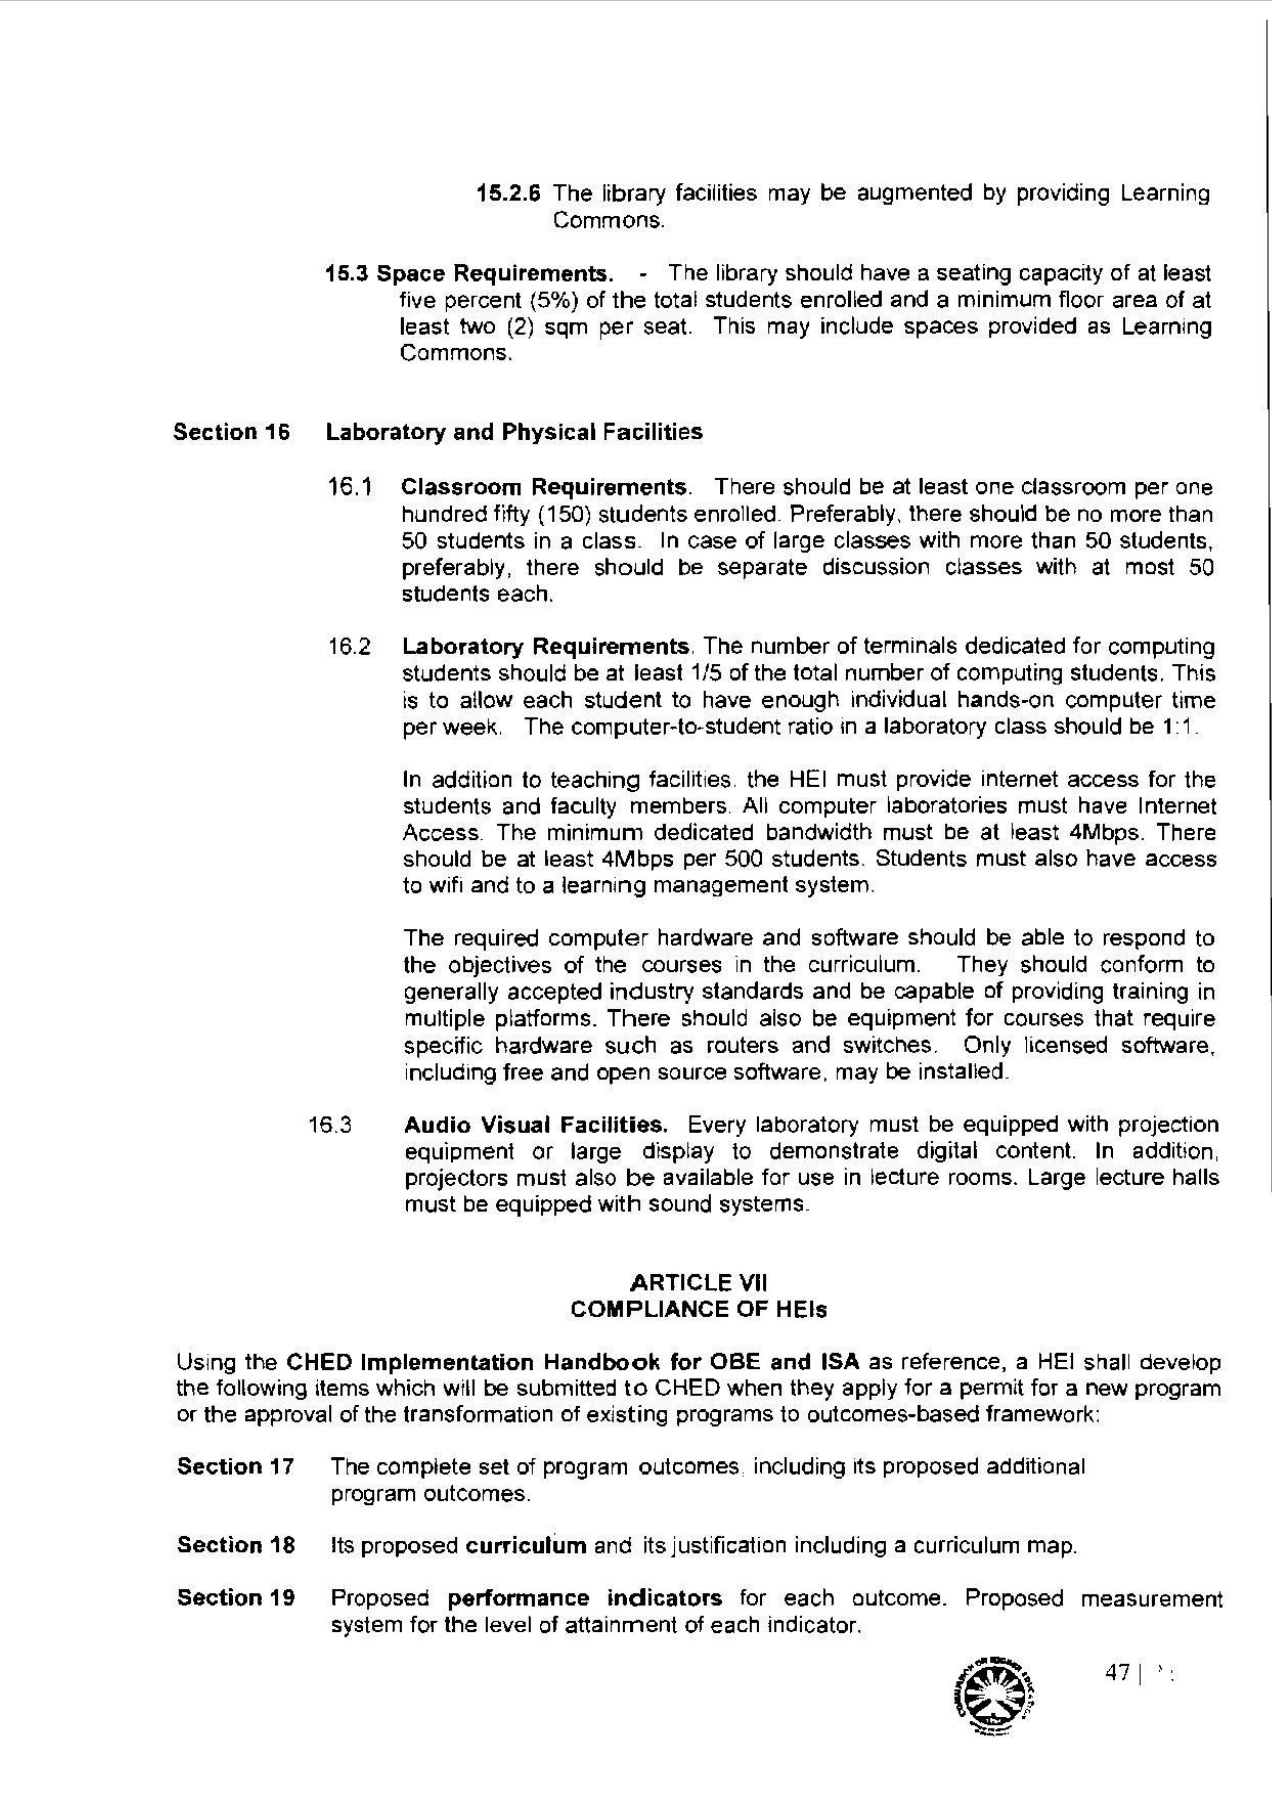 15.2.6 The library facilities may be augmented by providing Learning
Commons.
15.3 Space Requirements. - The library should have a seating capacity of at least
five percent (5%) of the total students enrolled and a minimum floor area of at
least two (2) sqm per seat. This may include spaces provided as Learning
Commons.
Section 16 Laboratory and Physical Facilities
16.1 Classroom Requirements. There should be at least one classroom per one
hundred fifty (150) students enrolled. Preferably, there should be no more than
50 students in a class. In case of large classes with more than 50 students,
preferably, there should be separate discussion classes with at most 50
students each.
16.2 Laboratory Requirements. The number of terminals dedicated for computing
students should be at least 1/5 of the total number of computing students. This
is to allow each student to have enough individual hands-on computer time
per week. The computer-to-student ratio in a laboratory class should be 1:1.
In addition to teaching facilities. the HEI must provide internet access for the
students and faculty members. All computer laboratories must have Internet
Access. The minimum dedicated bandwidth must be at least 4Mbps. There
should be at least 4Mbps per 500 students. Students must also have access
to wifi and to a learning management system.
The required computer hardware and software should be able to respond to
the objectives of the courses in the curriculum. They should conform to
generally accepted industry standards and be capable of providing training in
multiple platforms. There should also be equipment for courses that require
specific hardware such as routers and switches. Only licensed software,
including free and open source software, may be installed.
16.3 Audio Visual Facilities. Every laboratory must be equipped with projection
equipment or large display to demonstrate digital content. In addition,
projectors must also be available for use in lecture rooms. Large lecture halls
must be equipped with sound systems.
ARTICLE VII
COMPLIANCE OF HEIs
Using the CHED Implementation Handbook for OBE and ISA as reference, a HEI shall develop
the following items which will be submitted to CHED when they apply for a permit for a new program
or the approval of the transformation of existing programs to outcomes-based framework:
Section 17 The complete set of program outcomes, including its proposed additional
program outcomes.
Section 18 Its proposed curriculum and its justification including a curriculum map.
Section 19 Proposed performance indicators for each outcome. Proposed measurement
system for the level of attainment of each indicator.
47 |